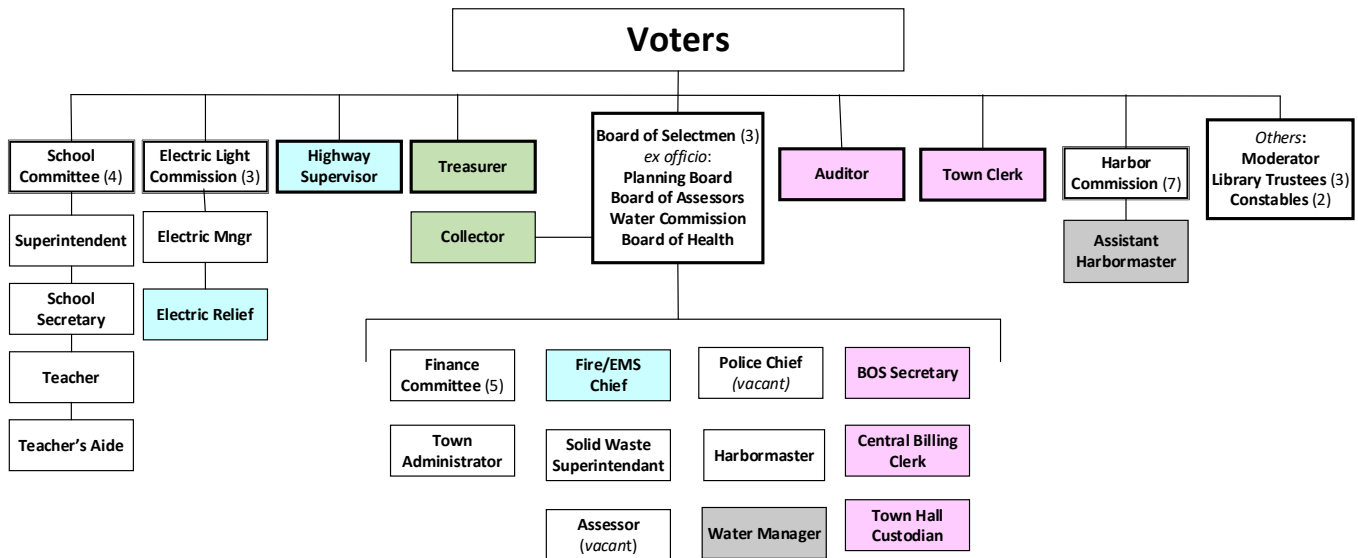 Voters
School
Committee (4)
Electric Light
Commission (3)
Highway
Supervisor
Treasurer
Board of Selectmen (3)
ex officio:
Planning Board
Board of Assessors
Water Commission
Board of Health
Auditor
Town Clerk
Harbor
Commission (7)
Others:
Moderator
Library Trustees (3)
Constables (2)
Superintendent
Electric Mngr
Collector
Assistant
Harbormaster
School
Secretary
Electric Relief
Teacher
Teacher's Aide
Finance
Committee (5)
Fire/EMS
Chief
Police Chief
(vacant)
BOS Secretary
Town
Administrator
Solid Waste
Superintendant
Harbormaster
Central Billing
Clerk
Assessor
(vacant)
Water Manager
Town Hall
Custodian